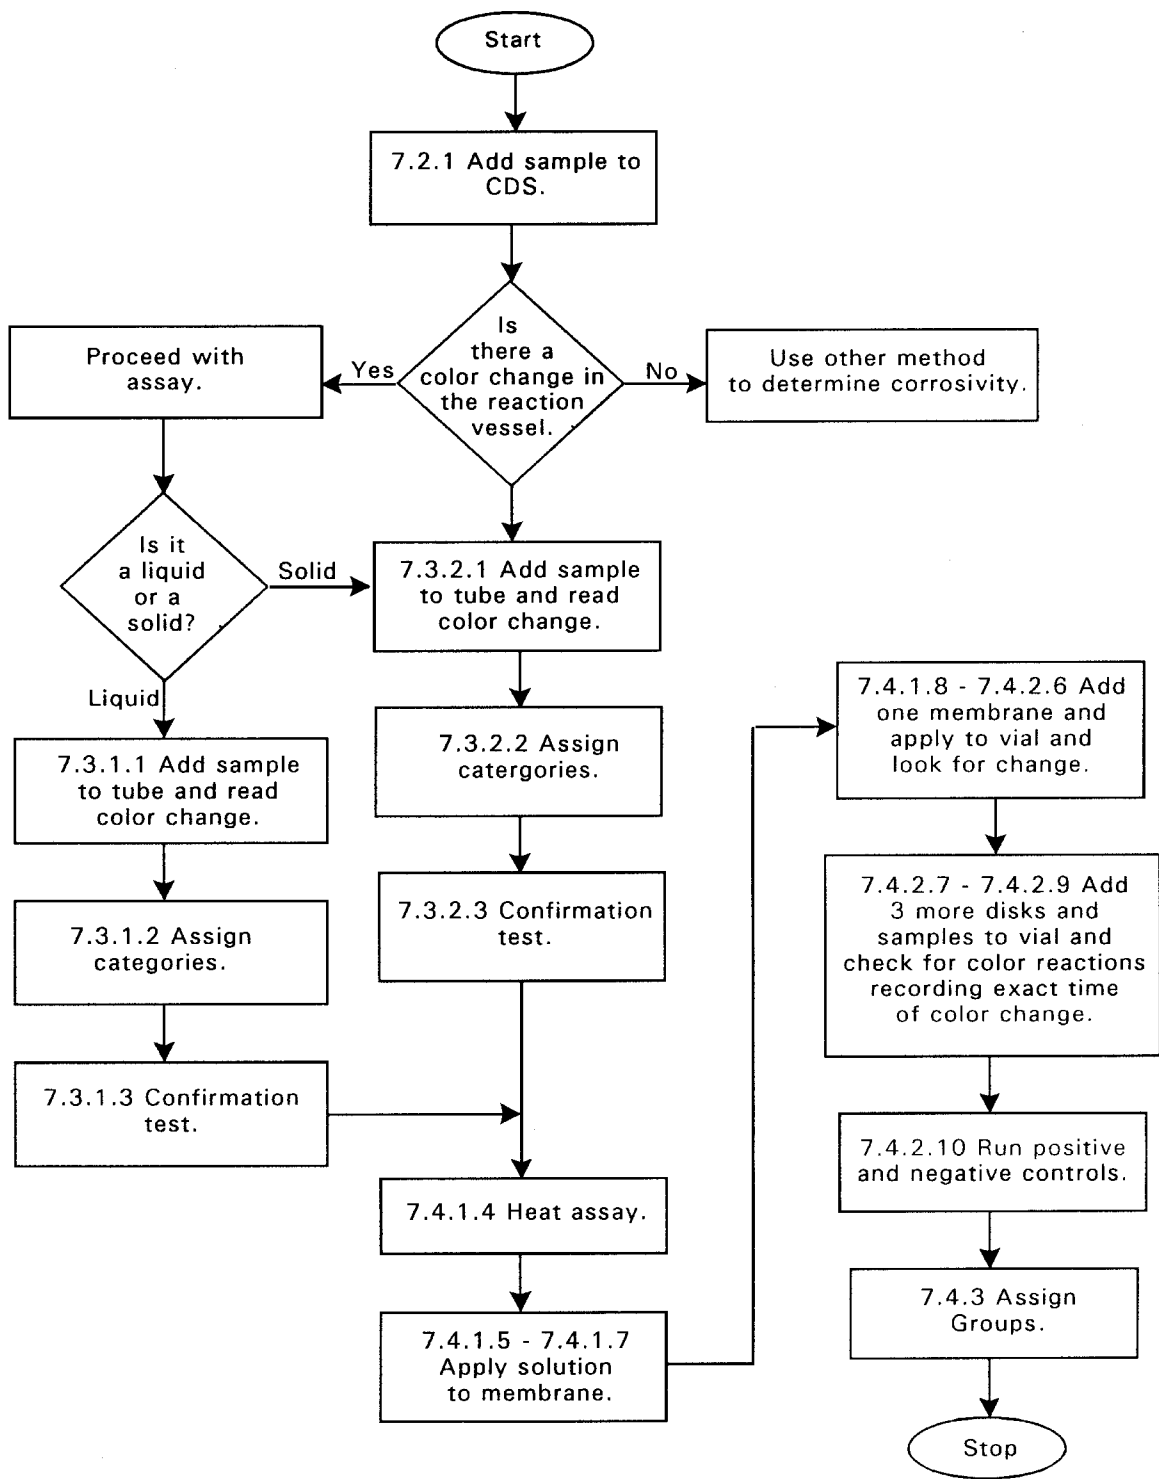 Start
7.2.1 Add sample to
CDS.
Is
there a
color change in
the reaction
vessel.
Yes
No
Proceed with
assay.
Use other method
to determine corrosivity.
Is it
a liquid
or a
solid?
Solid
Liquid
7.3.2.1 Add sample
to tube and read
color change.
7.3.1.1 Add sample
to tube and read
color change.
7.3.2.2 Assign
catergories.
7.3.1.2 Assign
categories.
7.3.2.3 Confirmation
test.
7.3.1.3 Confirmation
test.
7.4.1.4 Heat assay.
7.4.1.5 - 7.4.1.7
Apply solution
to membrane.
7.4.1.8 - 7.4.2.6 Add
one membrane and
apply to vial and
look for change.
7.4.2.7 - 7.4.2.9 Add
3 more disks and
samples to vial and
check for color reactions
recording exact time
of color change.
7.4.2.10 Run positive
and negative controls.
7.4.3 Assign
Groups.
Stop